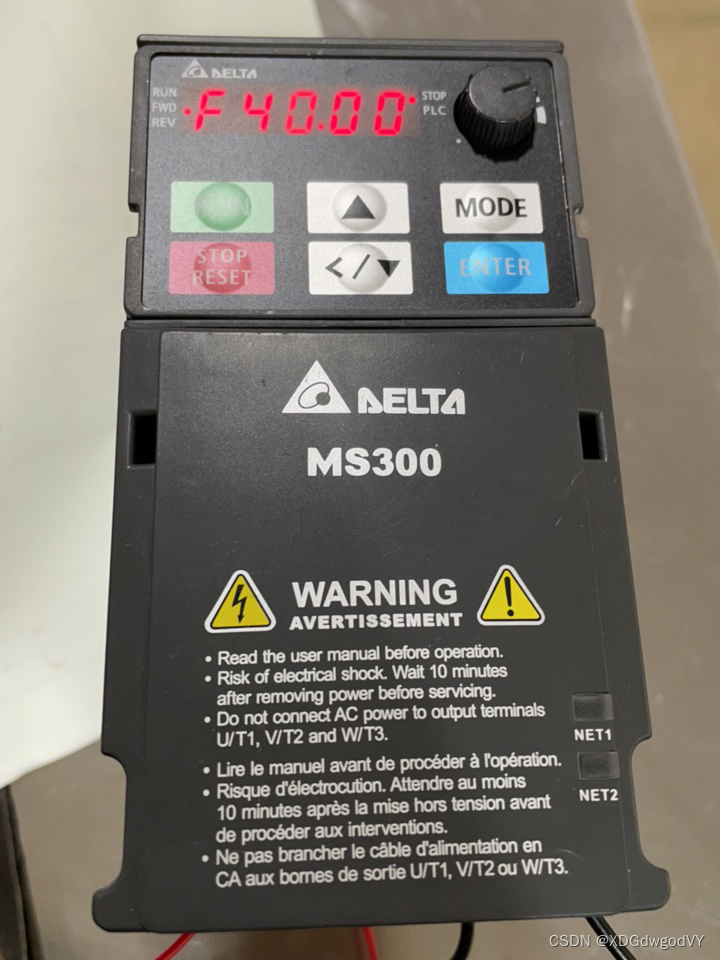 DELTA
RUN
FWD
REV
F40.00
STOP
PLC
RUN
▲
MODE
STOP
RESET
</▼
ENTER
DELTA
MS300
WARNING
AVERTISSEMENT
• Read the user manual before operation.
• Risk of electrical shock. Wait 10 minutes
after removing power before servicing.
• Do not connect AC power to output terminals
U/T1, V/T2 and W/T3.
NET1
• Lire le manuel avant de procéder à l'opération.
• Risque d'électrocution. Attendre au moins
10 minutes après la mise hors tension avant
de procéder aux interventions.
NET2
• Ne pas brancher le câble d'alimentation en
CA aux bornes de sortie U/T1, V/T2 ou W/T3.
CSDN @XDGdwgodVY